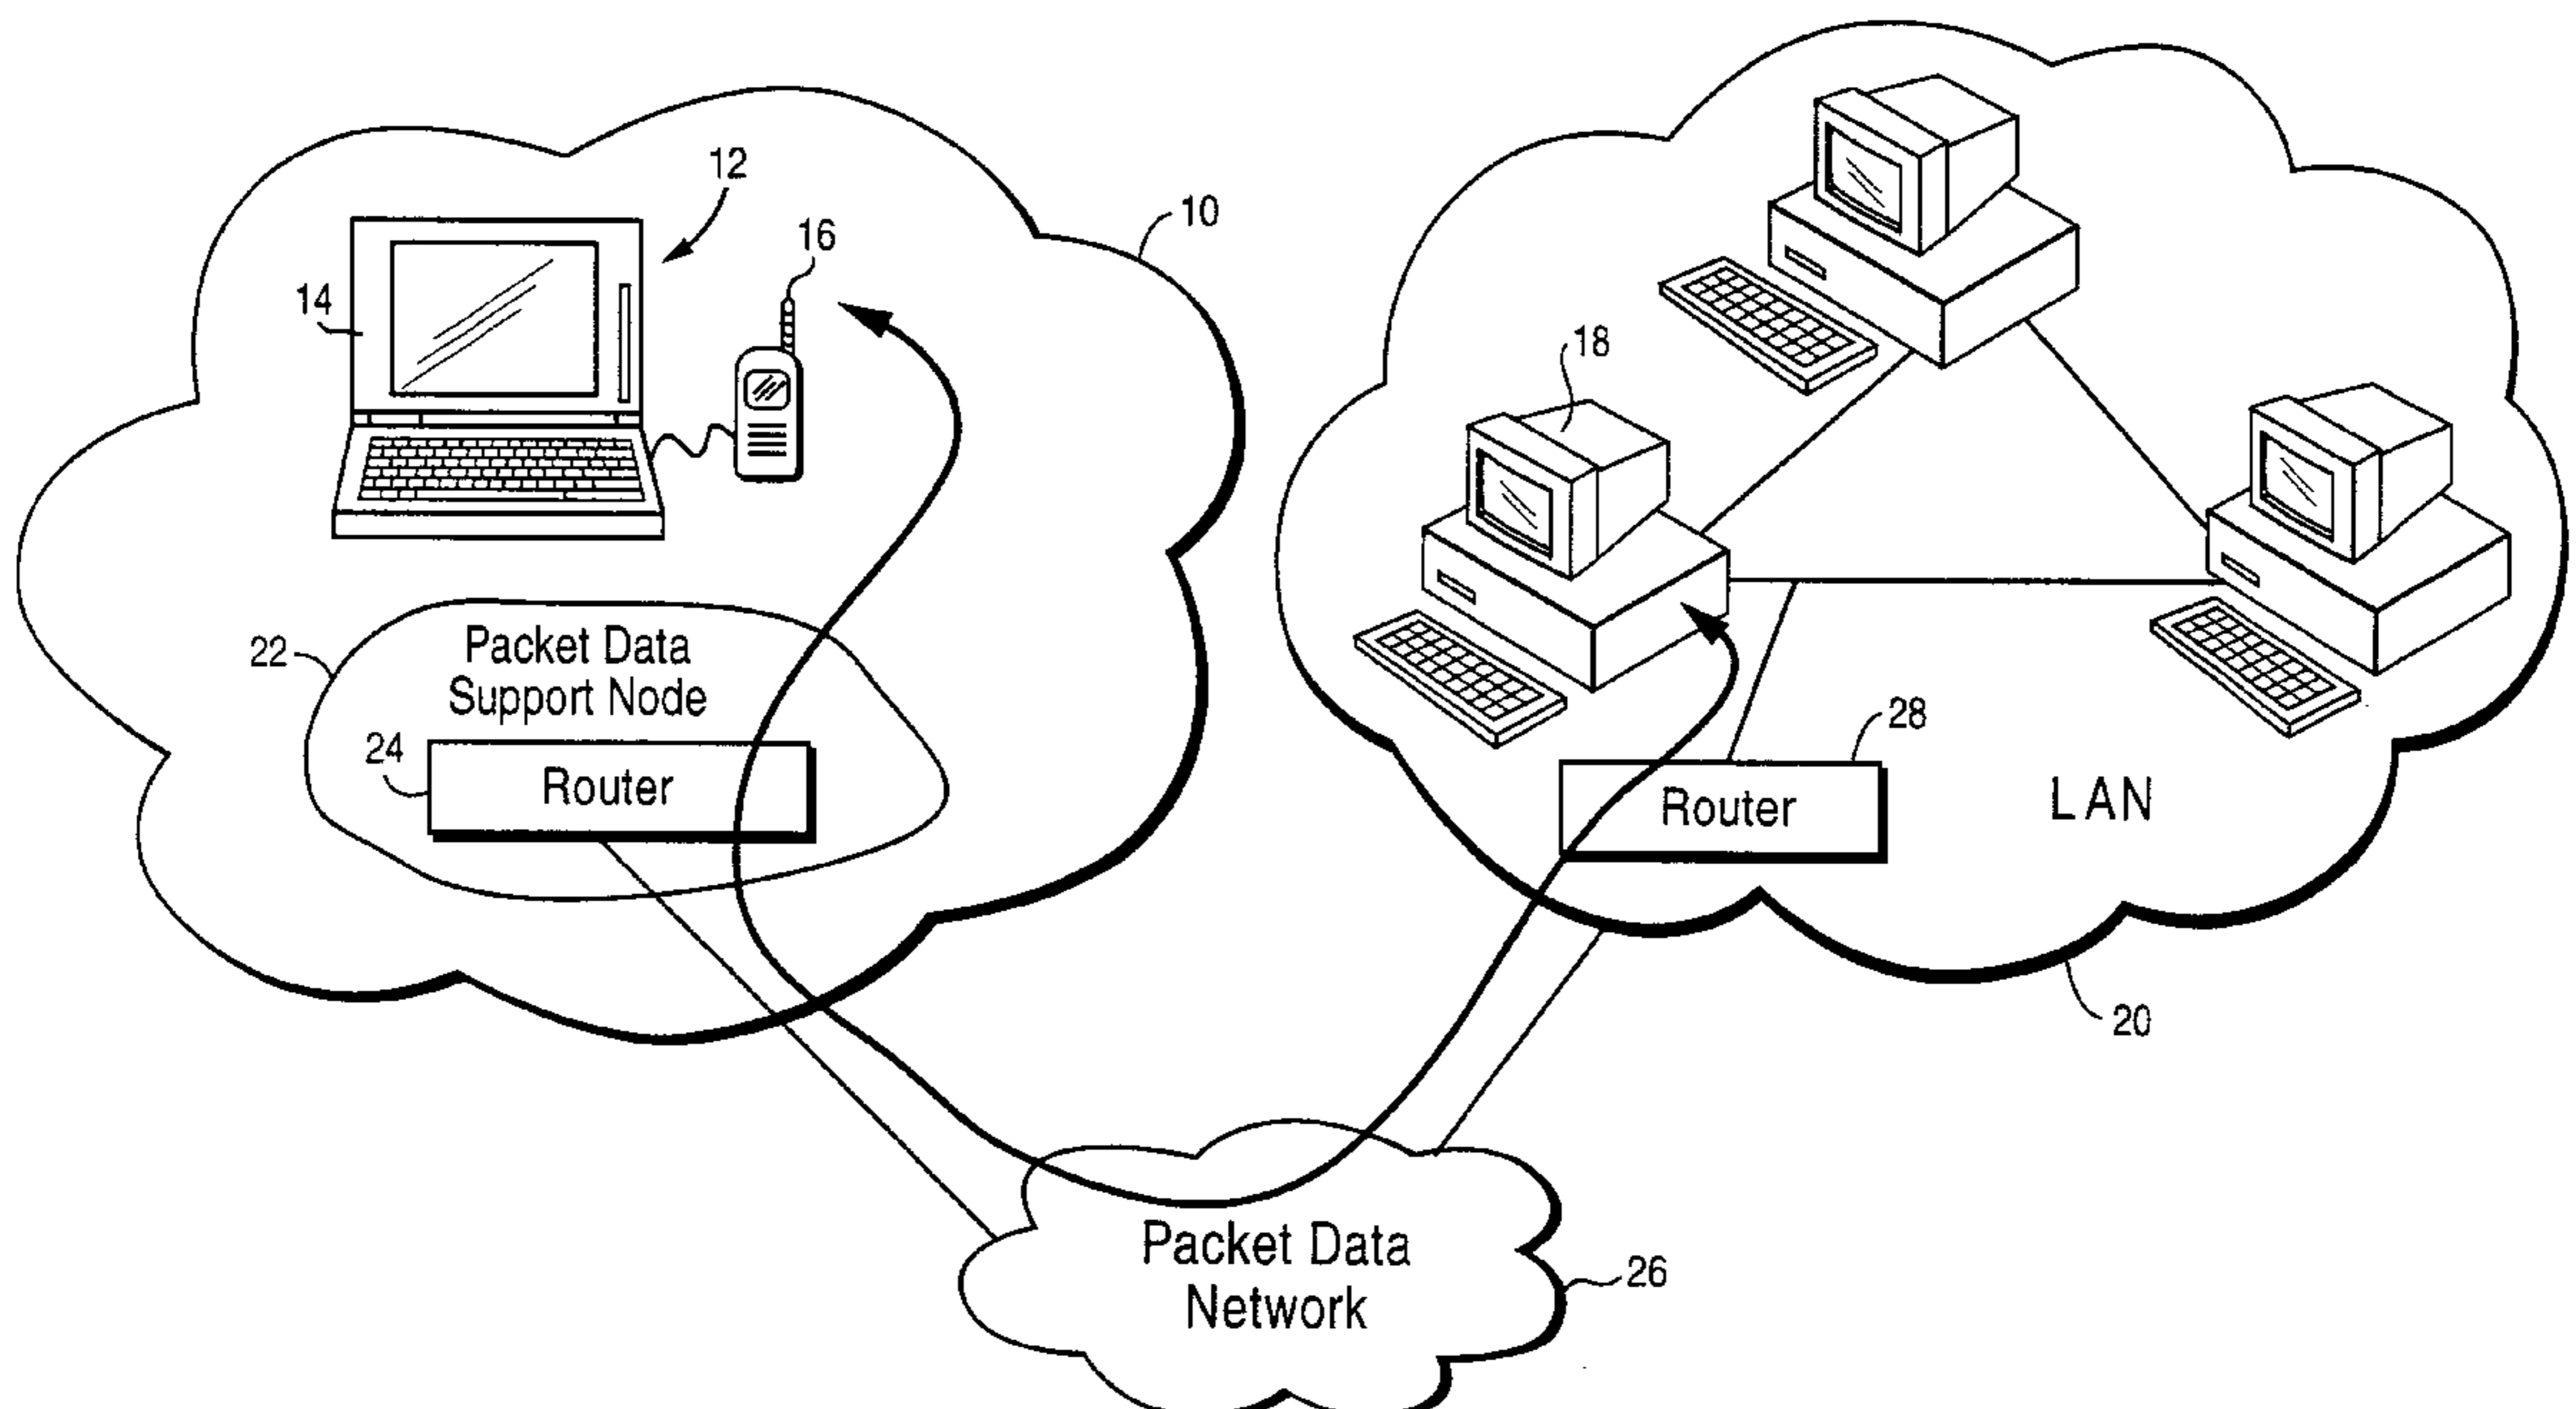 12
10
16
14
18
22
Packet Data
Support Node
24
Router
28
Router
LAN
20
Packet Data
Network
26